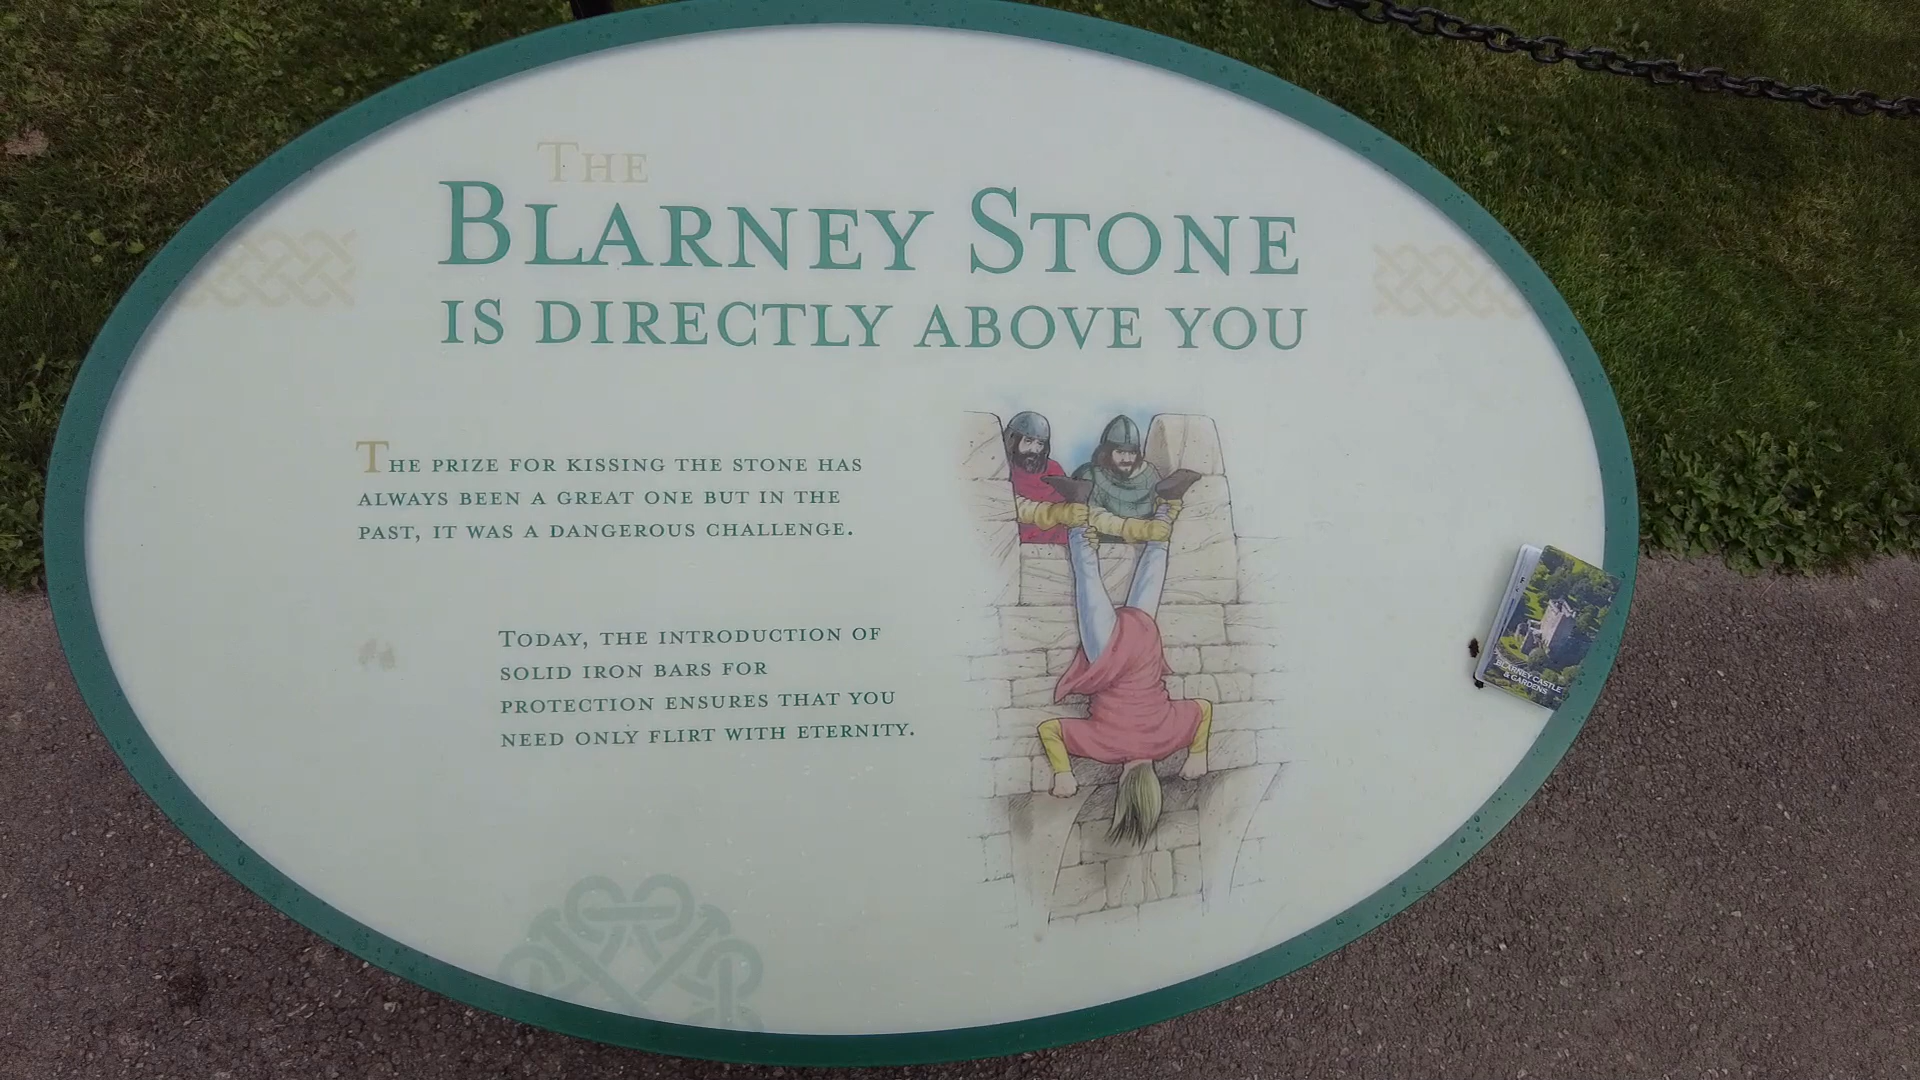 THE
BLARNEY STONE
IS DIRECTLY ABOVE YOU
THE PRIZE FOR KISSING THE STONE HAS
ALWAYS BEEN A GREAT ONE BUT IN THE
PAST, IT WAS A DANGEROUS CHALLENGE.
TODAY, THE INTRODUCTION OF
SOLID IRON BARS FOR
PROTECTION ENSURES THAT YOU
NEED ONLY FLIRT WITH ETERNITY.
BLARNEY CASTLE
& GARDENS